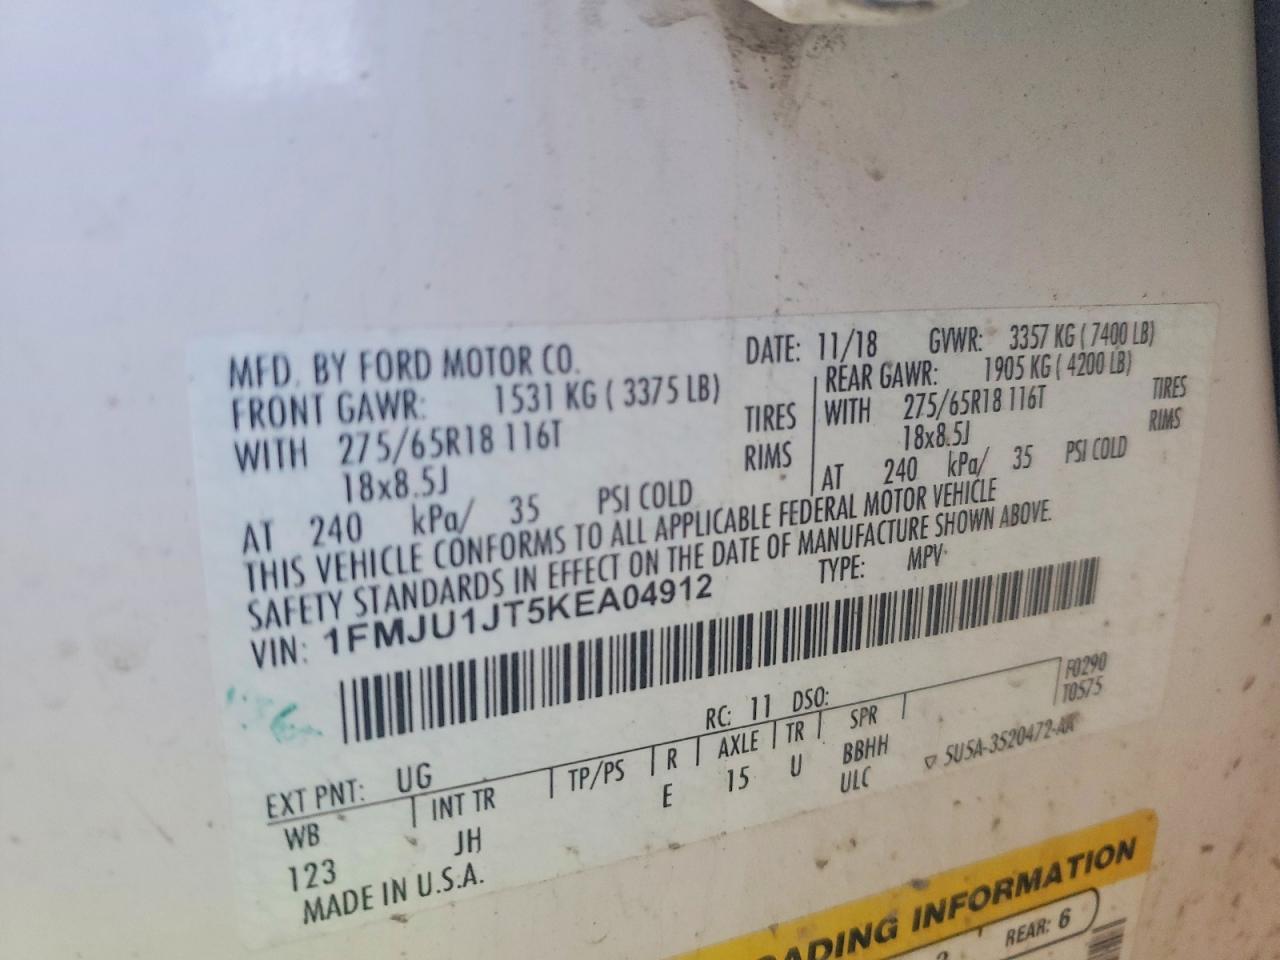 MFD. BY FORD MOTOR CO. DATE: 11/18 GVWR: 3357 KG ( 7400 LB)
FRONT GAWR: 1531 KG ( 3375 LB) REAR GAWR: 1905 KG ( 4200 LB)
WITH 275/65R18 116T TIRES WITH 275/65R18 116T TIRES
18x8.5J RIMS 18x8.5J RIMS
AT 240 kPa/ 35 PSI COLD AT 240 kPa/ 35 PSI COLD
THIS VEHICLE CONFORMS TO ALL APPLICABLE FEDERAL MOTOR VEHICLE
SAFETY STANDARDS IN EFFECT ON THE DATE OF MANUFACTURE SHOWN ABOVE.
VIN: 1FMJU1JT5KEA04912 TYPE: MPV
F0290
T0575
EXT PNT: UG RC: 11 DSO:
WB INT TR TP/PS R AXLE TR SPR
123 JH E 15 U BBHH
ULC
▽ 5U5A-3520472-AA
MADE IN U.S.A.
ADING INFORMATION
REAR: 6